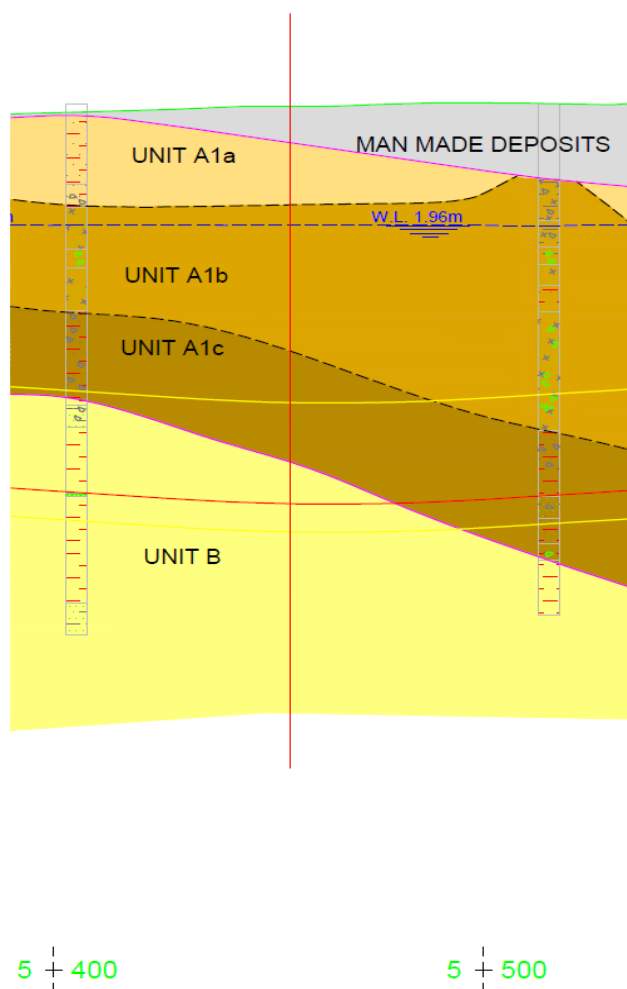 MAN MADE DEPOSITS
UNIT A1a
W.L. 1.96m
UNIT A1b
UNIT A1c
UNIT B
5 400
5 500